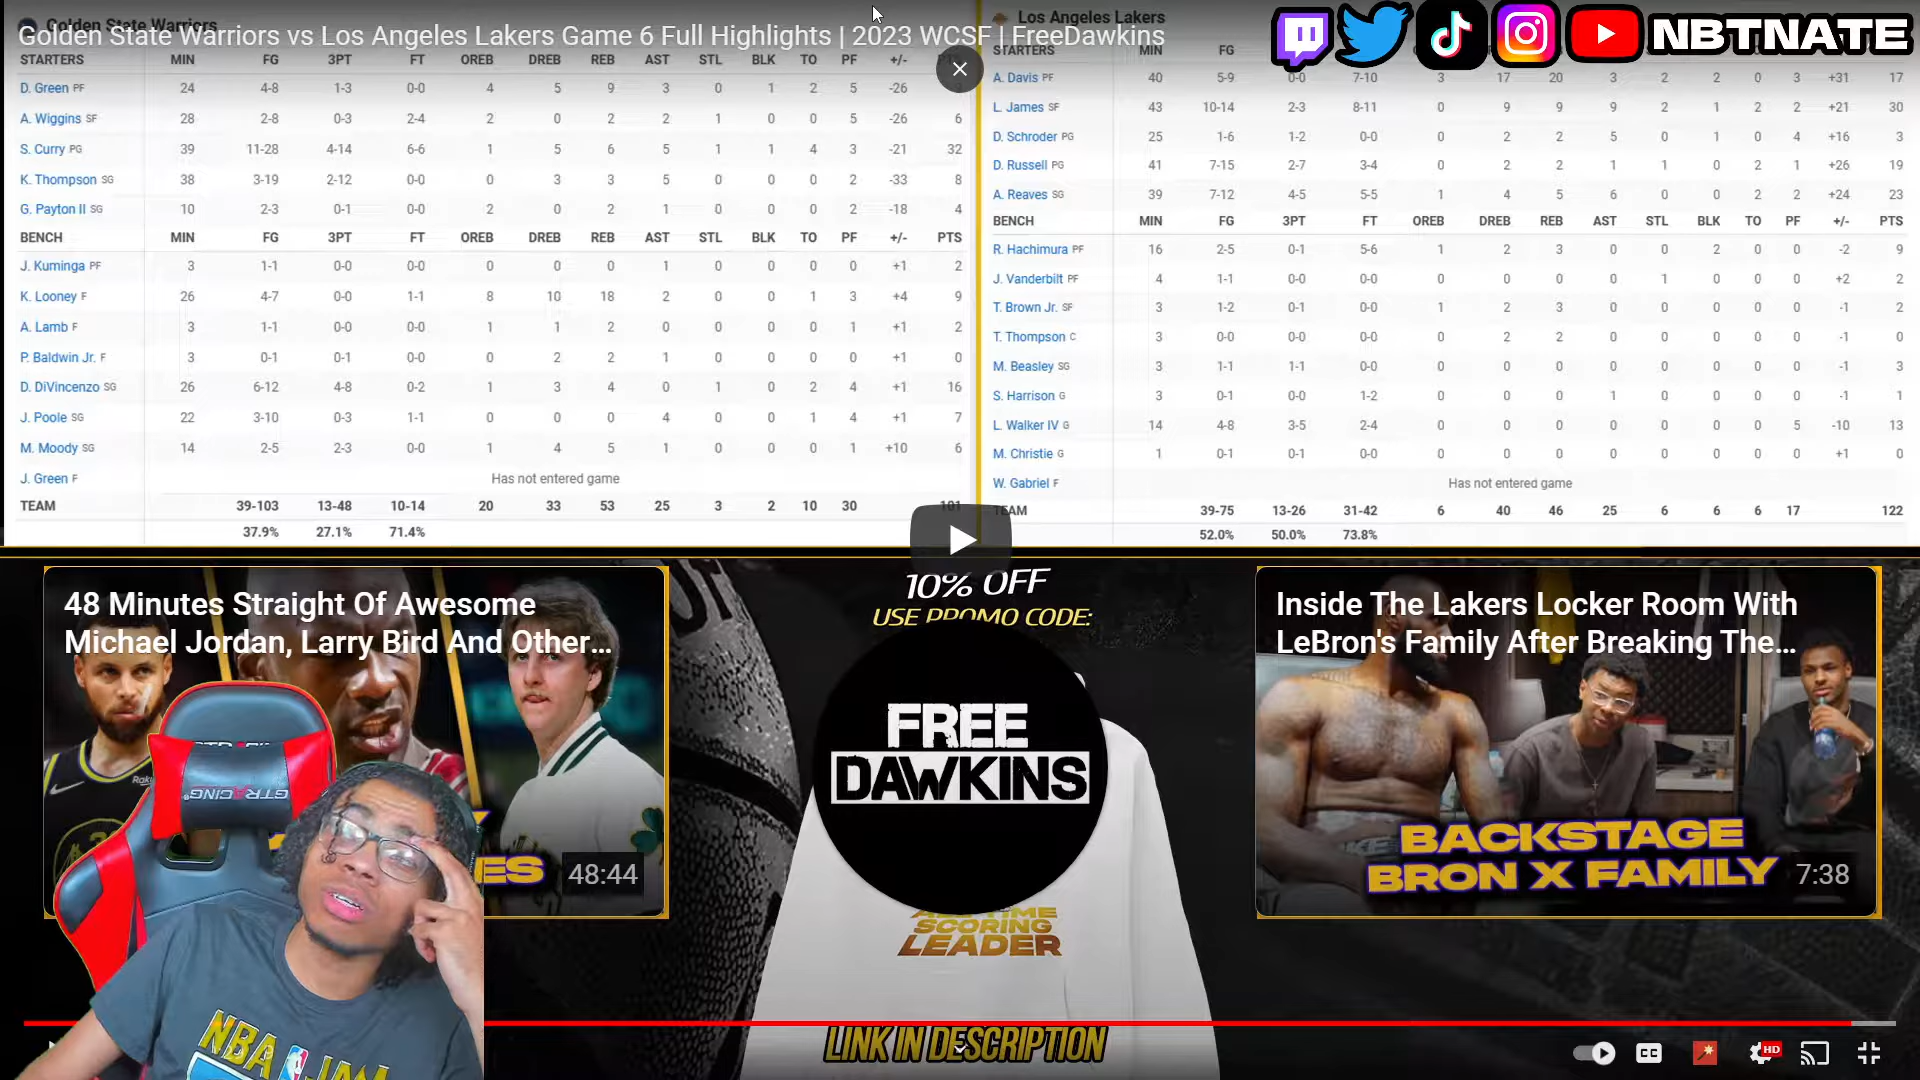 Golden State Warriors
Golden State Warriors vs Los Angeles Lakers Game 6 Full Highlights | 2023 WCSF | FreeDawkins
STARTERS MIN FG 3PT FT OREB DREB REB AST STL BLK TO PF +/-
D. Green PF 24 4-8 1-3 0-0 4 5 9 3 0 1 2 5 -26
A. Wiggins SF 28 2-8 0-3 2-4 2 0 2 2 1 0 0 5 -26 6
S. Curry PG 39 11-28 4-14 6-6 1 5 6 5 1 1 4 3 -21 32
K. Thompson SG 38 3-19 2-12 0-0 0 3 3 5 0 0 0 2 -33 8
G. Payton II SG 10 2-3 0-1 0-0 2 0 2 1 0 0 0 2 -18 4
BENCH MIN FG 3PT FT OREB DREB REB AST STL BLK TO PF +/- PTS
J. Kuminga PF 3 1-1 0-0 0-0 0 0 0 1 0 0 0 0 +1 2
K. Looney F 26 4-7 0-0 1-1 8 10 18 2 0 0 1 3 +4 9
A. Lamb F 3 1-1 0-0 0-0 1 1 2 0 0 0 0 1 +1 2
P. Baldwin Jr. F 3 0-1 0-1 0-0 0 2 2 1 0 0 0 0 +1 0
D. DiVincenzo SG 26 6-12 4-8 0-2 1 3 4 0 1 0 2 4 +1 16
J. Poole SG 22 3-10 0-3 1-1 0 0 0 4 0 0 1 4 +1 7
M. Moody SG 14 2-5 2-3 0-0 1 4 5 1 0 0 0 1 +10 6
J. Green F Has not entered game
TEAM 39-103 13-48 10-14 20 33 53 25 3 2 10 30 101
37.9% 27.1% 71.4%
Los Angeles Lakers
STARTERS MIN FG
A. Davis PF 40 5-9 0-0 7-10 3 17 20 3 2 2 0 3 +31 17
L. James SF 43 10-14 2-3 8-11 0 9 9 9 2 1 2 2 +21 30
D. Schroder PG 25 1-6 1-2 0-0 0 2 2 5 0 1 0 4 +16 3
D. Russell PG 41 7-15 2-7 3-4 0 2 2 1 1 0 2 1 +26 19
A. Reaves SG 39 7-12 4-5 5-5 1 4 5 6 0 0 2 2 +24 23
BENCH MIN FG 3PT FT OREB DREB REB AST STL BLK TO PF +/- PTS
R. Hachimura PF 16 2-5 0-1 5-6 1 2 3 0 0 2 0 0 -2 9
J. Vanderbilt PF 4 1-1 0-0 0-0 0 0 0 0 1 0 0 0 +2 2
T. Brown Jr. SF 3 1-2 0-1 0-0 1 2 3 0 0 0 0 0 -1 2
T. Thompson C 3 0-0 0-0 0-0 0 2 2 0 0 0 0 0 -1 0
M. Beasley SG 3 1-1 1-1 0-0 0 0 0 0 0 0 0 0 -1 3
S. Harrison G 3 0-1 0-0 1-2 0 0 0 1 0 0 0 0 -1 1
L. Walker IV G 14 4-8 3-5 2-4 0 0 0 0 0 0 0 5 -10 13
M. Christie G 1 0-1 0-1 0-0 0 0 0 0 0 0 0 0 +1 0
W. Gabriel F Has not entered game
TEAM 39-75 13-26 31-42 6 40 46 25 6 6 6 17 122
52.0% 50.0% 73.8%
NBTNATE
48 Minutes Straight Of Awesome
Michael Jordan, Larry Bird And Other...
48:44
GTRACING
NBA JAM
10% OFF
USE PROMO CODE:
FREE
DAWKINS
ALL TIME
SCORING
LEADER
LINK IN DESCRIPTION
Inside The Lakers Locker Room With
LeBron's Family After Breaking The...
BACKSTAGE
BRON X FAMILY
7:38
CC
HD